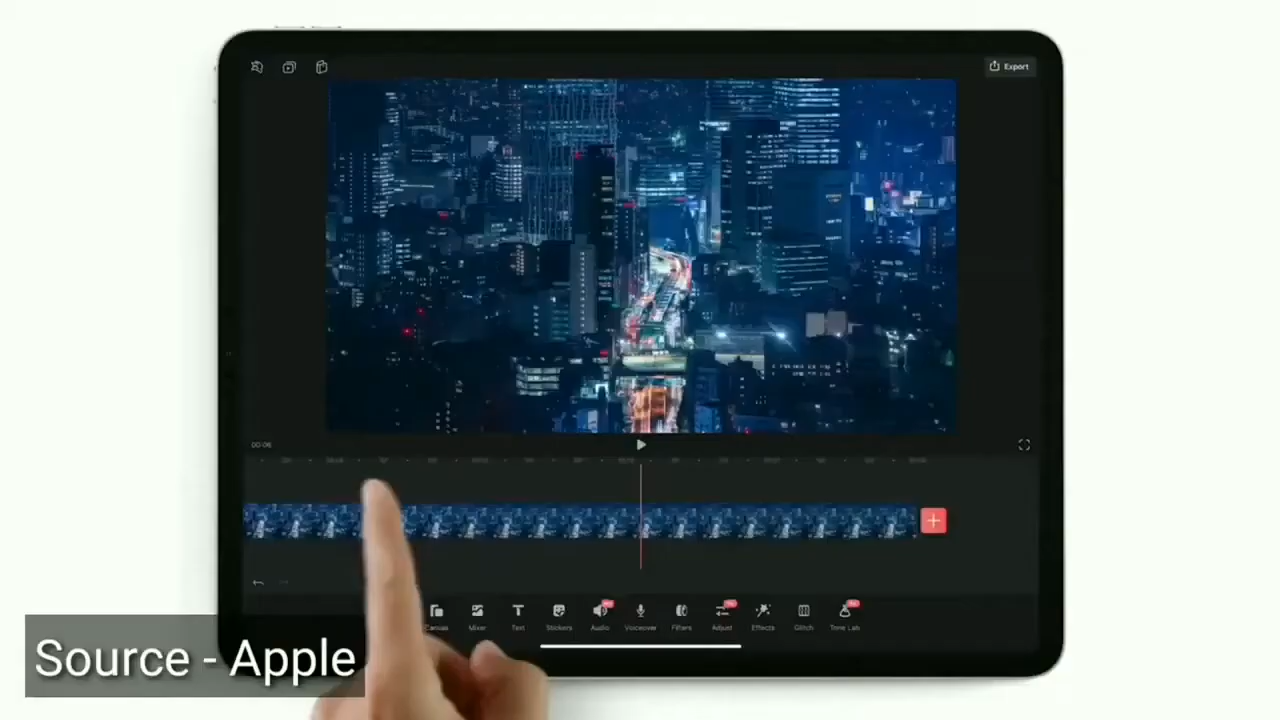 Export
00:06
Canvas
Mixer
Text
Stickers
Audio
Voiceover
Filters
Adjust
Effects
Glitch
Tone Lab
Source - Apple